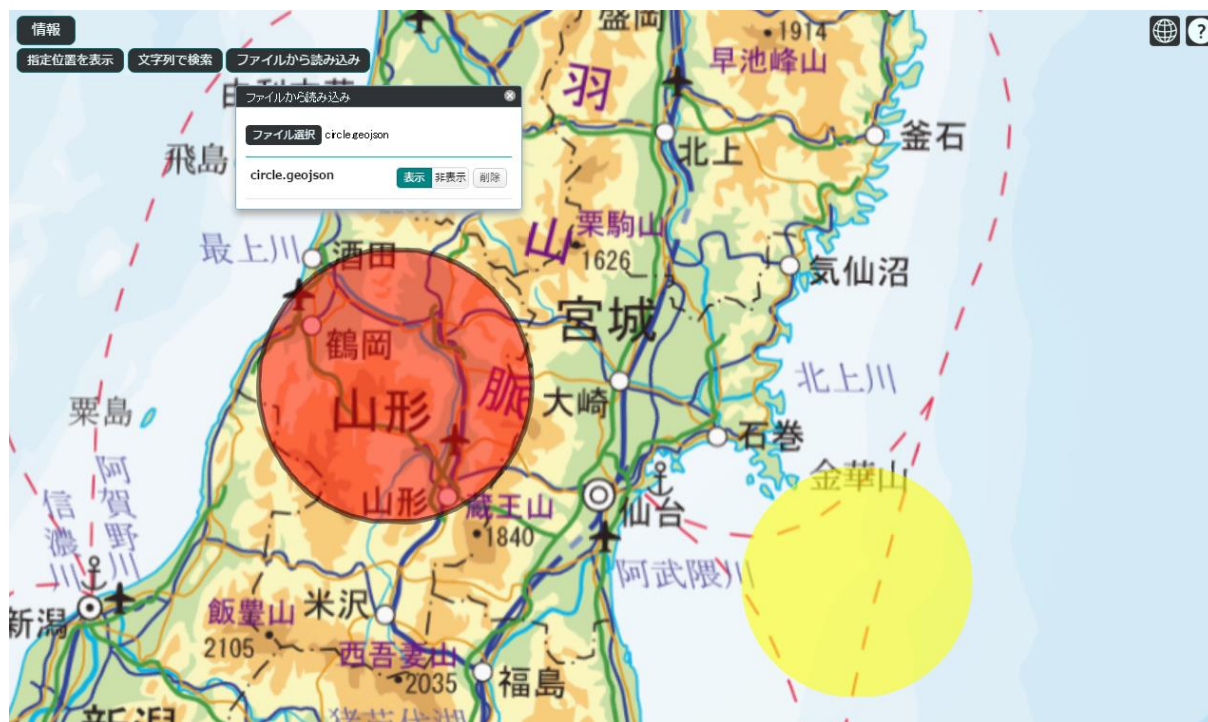 情報
指定位置を表示 文字列で検索 ファイルから読み込み
?
ファイルから読み込み
ファイル選択 circle.geojson
circle.geojson 表示 非表示 削除
盛岡
1914
早池峰山
羽
釜石
北上
飛島
栗駒山
山
1626
最上川
酒田
気仙沼
宮城
鶴岡
北上川
脈
山形
大崎
粟島
石巻
金華山
阿賀野川
信濃川
山形
蔵王山
仙台
1840
阿武隈川
飯豊山
米沢
新潟
2105
西吾妻山
2035
福島
新潟
猪苗代湖